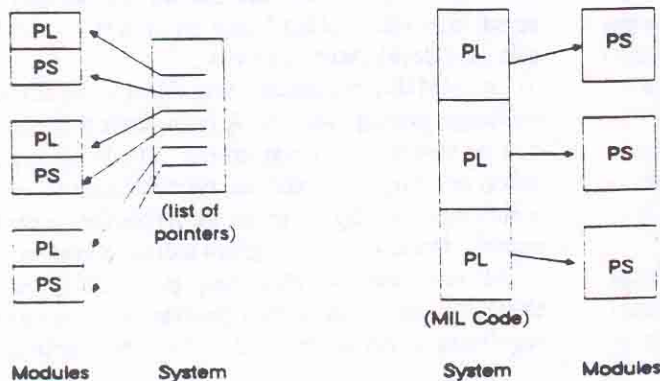 PL
PS
PL
PS
PL
PS
(list of
pointers)
Modules
System
PL
PL
PL
(MIL Code)
System
PS
PS
PS
Modules